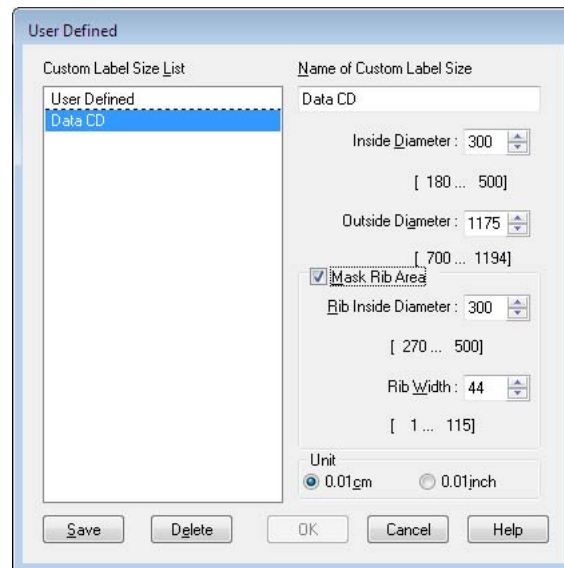 User Defined
Custom Label Size List
User Defined
Data CD
Name of Custom Label Size
Data CD
Inside Diameter : 300
[ 180 ... 500]
Outside Diameter : 1175
[ 700 ... 1194]
Mask Rib Area
Rib Inside Diameter : 300
[ 270 ... 500]
Rib Width : 44
[ 1 ... 115]
Unit
0.01cm 0.01inch
Save Delete OK Cancel Help